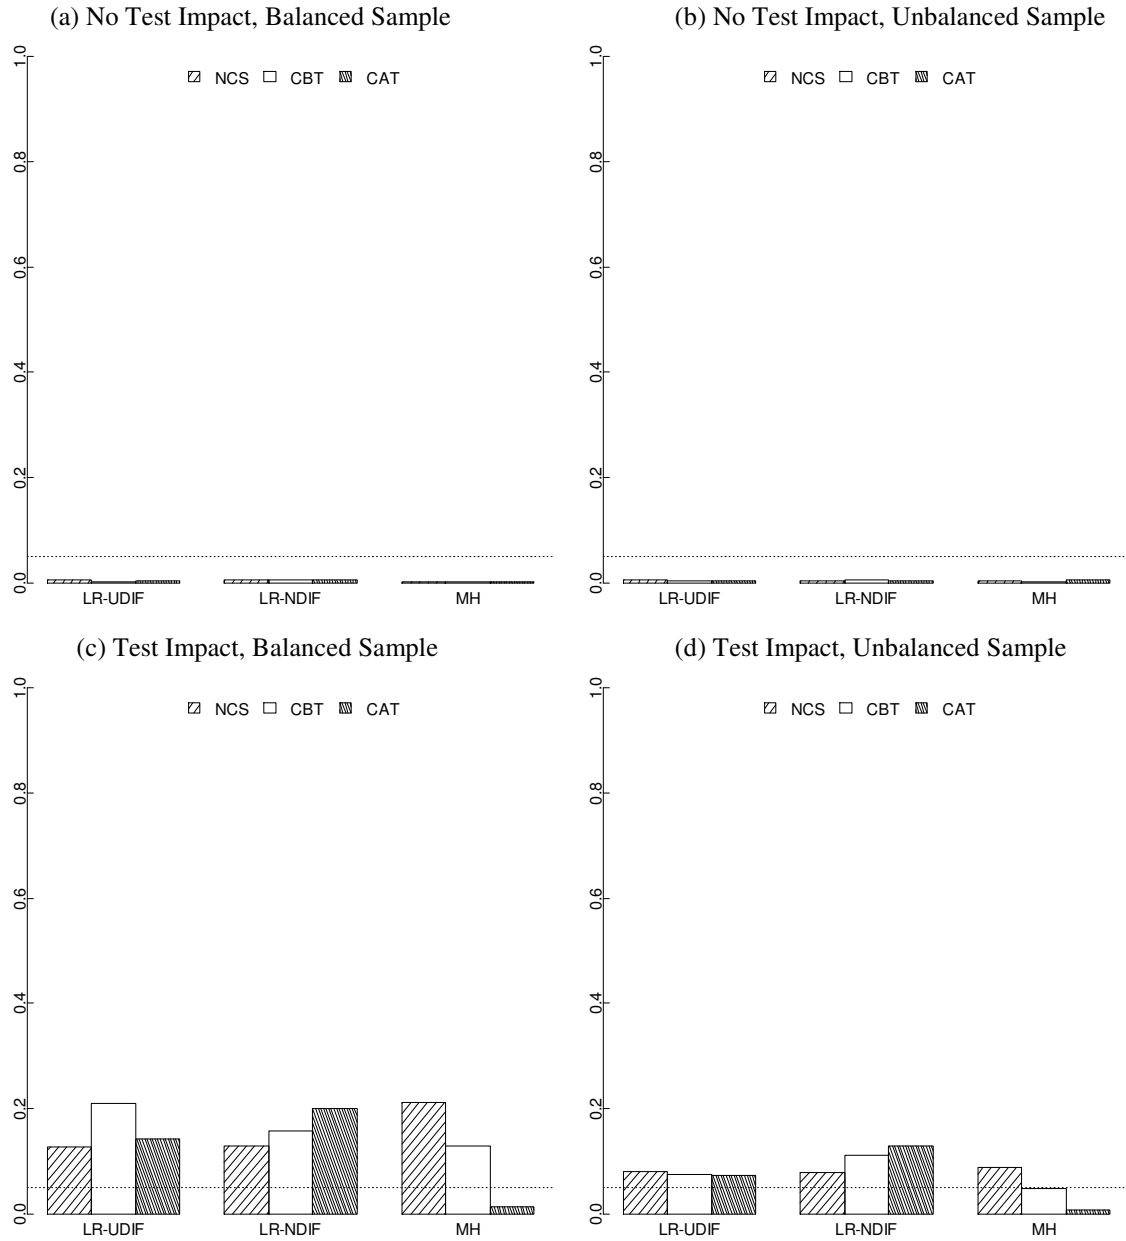 (a) No Test Impact, Balanced Sample
NCS CBT CAT
1.0
0.8
0.6
0.4
0.2
0.0
LR-UDIF LR-NDIF MH
(b) No Test Impact, Unbalanced Sample
NCS CBT CAT
1.0
0.8
0.6
0.4
0.2
0.0
LR-UDIF LR-NDIF MH
(c) Test Impact, Balanced Sample
NCS CBT CAT
1.0
0.8
0.6
0.4
0.2
0.0
LR-UDIF LR-NDIF MH
(d) Test Impact, Unbalanced Sample
NCS CBT CAT
1.0
0.8
0.6
0.4
0.2
0.0
LR-UDIF LR-NDIF MH